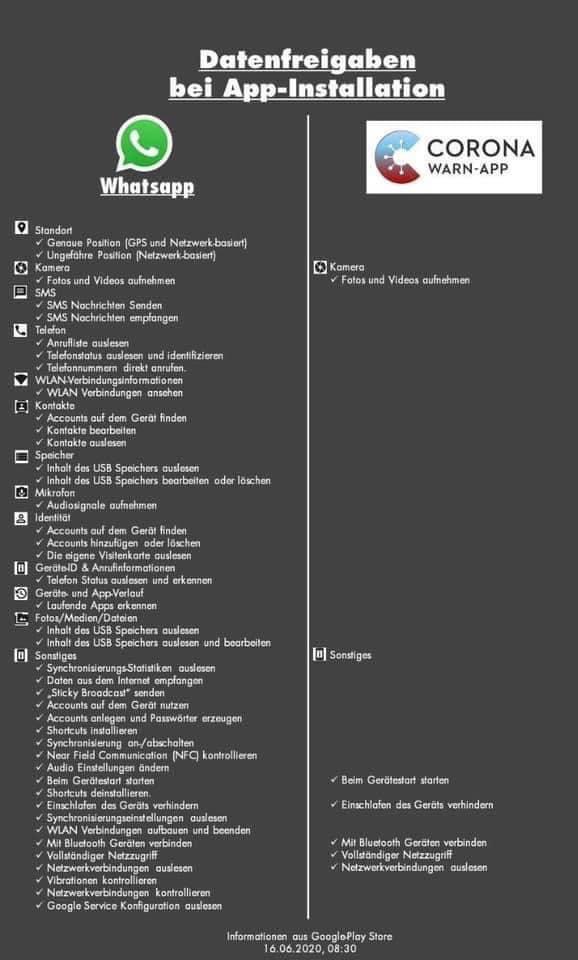 Datenfreigaben
bei App-Installation
Whatsapp
Standort
✓ Genaue Position (GPS und Netzwerk-basiert)
✓ Ungefähre Position (Netzwerk-basiert)
Kamera
✓ Fotos und Videos aufnehmen
SMS
✓ SMS Nachrichten Senden
✓ SMS Nachrichten empfangen
Telefon
✓ Anrufliste auslesen
✓ Telefonstatus auslesen und identifizieren
✓ Telefonnummern direkt anrufen.
WLAN-Verbindungsinformationen
✓ WLAN Verbindungen ansehen
Kontakte
✓ Accounts auf dem Gerät finden
✓ Kontakte bearbeiten
✓ Kontakte auslesen
Speicher
✓ Inhalt des USB Speichers auslesen
✓ Inhalt des USB Speichers bearbeiten oder löschen
Mikrofon
✓ Audiosignale aufnehmen
Identität
✓ Accounts auf dem Gerät finden
✓ Accounts hinzufügen oder löschen
✓ Die eigene Visitenkarte auslesen
Geräte-ID & Anrufinformationen
✓ Telefon Status auslesen und erkennen
Geräte- und App-Verlauf
✓ Laufende Apps erkennen
Fotos/Medien/Dateien
✓ Inhalt des USB Speichers auslesen
✓ Inhalt des USB Speichers auslesen und bearbeiten
Sonstiges
✓ Synchronisierungs-Statistiken auslesen
✓ Daten aus dem Internet empfangen
✓ „Sticky Broadcast“ senden
✓ Accounts auf dem Gerät nutzen
✓ Accounts anlegen und Passwörter erzeugen
✓ Shortcuts installieren
✓ Synchronisierung an-/abschalten
✓ Near Field Communication (NFC) kontrollieren
✓ Audio Einstellungen ändern
✓ Beim Gerätestart starten
✓ Shortcuts deinstallieren.
✓ Einschlafen des Geräts verhindern
✓ Synchronisierungseinstellungen auslesen
✓ WLAN Verbindungen aufbauen und beenden
✓ Mit Bluetooth Geräten verbinden
✓ Vollständiger Netzzugriff
✓ Netzwerkverbindungen auslesen
✓ Vibrationen kontrollieren
✓ Netzwerkverbindungen kontrollieren
✓ Google Service Konfiguration auslesen
CORONA
WARN-APP
Kamera
✓ Fotos und Videos aufnehmen
Sonstiges
✓ Beim Gerätestart starten
✓ Einschlafen des Geräts verhindern
✓ Mit Bluetooth Geräten verbinden
✓ Vollständiger Netzzugriff
✓ Netzwerkverbindungen auslesen
Informationen aus Google-Play Store
16.06.2020, 08:30